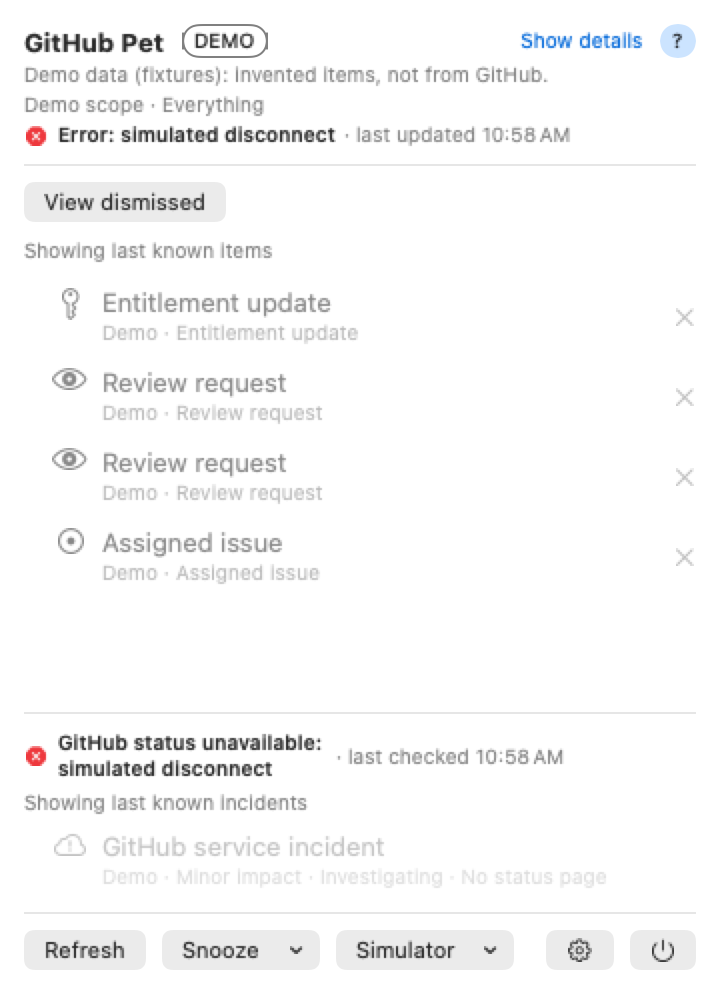 GitHub Pet DEMO Show details ?
Demo data (fixtures): invented items, not from GitHub.
Demo scope · Everything
Error: simulated disconnect · last updated 10:58 AM
View dismissed
Showing last known items
Entitlement update
Demo · Entitlement update
Review request
Demo · Review request
Review request
Demo · Review request
Assigned issue
Demo · Assigned issue
GitHub status unavailable:
simulated disconnect · last checked 10:58 AM
Showing last known incidents
GitHub service incident
Demo · Minor impact · Investigating · No status page
Refresh Snooze Simulator